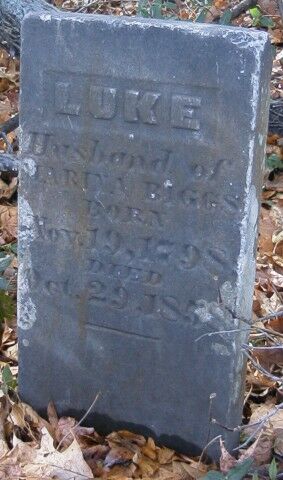 LUKE
Husband of
BIGGS
BORN
Nov. 19, 1798
DIED
Oct. 29,